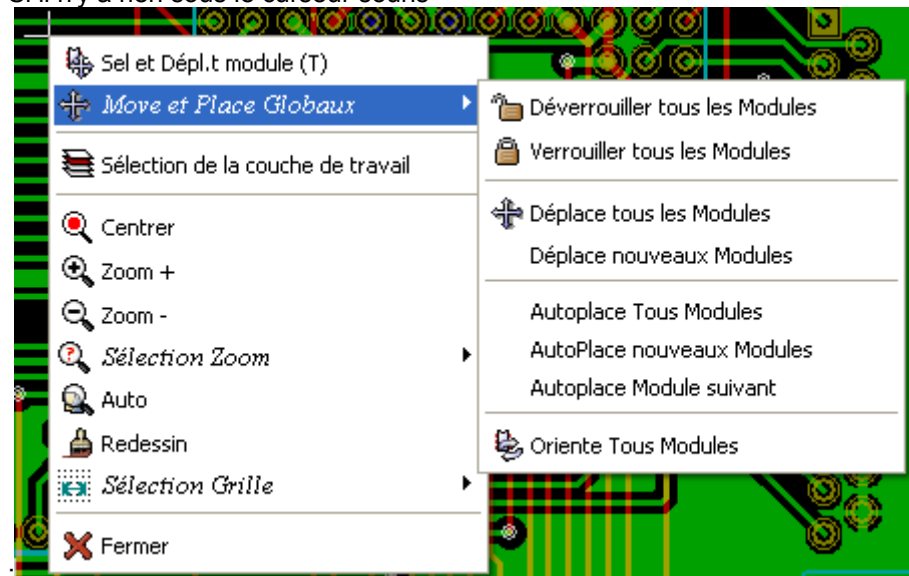 Sel et Dépl.t module (T)
Move et Place Globaux
Sélection de la couche de travail
Centrer
Zoom +
Zoom -
Sélection Zoom
Auto
Redessin
Sélection Grille
Fermer
Déverrouiller tous les Modules
Verrouiller tous les Modules
Déplace tous les Modules
Déplace nouveaux Modules
Autoplace Tous Modules
AutoPlace nouveaux Modules
Autoplace Module suivant
Oriente Tous Modules